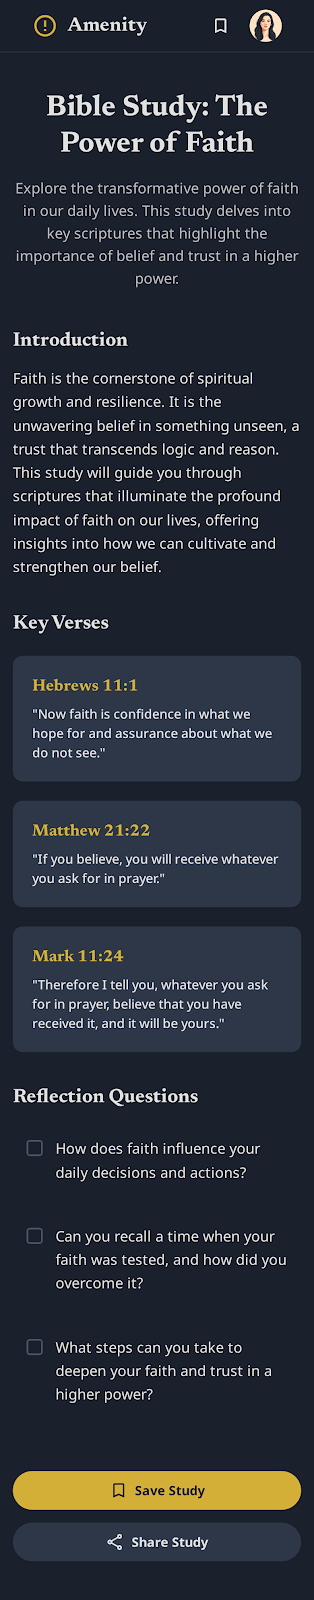 Amenity
Bible Study: The
Power of Faith
Explore the transformative power of faith
in our daily lives. This study delves into
key scriptures that highlight the
importance of belief and trust in a higher
power.
Introduction
Faith is the cornerstone of spiritual
growth and resilience. It is the
unwavering belief in something unseen, a
trust that transcends logic and reason.
This study will guide you through
scriptures that illuminate the profound
impact of faith on our lives, offering
insights into how we can cultivate and
strengthen our belief.
Key Verses
Hebrews 11:1
"Now faith is confidence in what we
hope for and assurance about what we
do not see."
Matthew 21:22
"If you believe, you will receive whatever
you ask for in prayer."
Mark 11:24
"Therefore I tell you, whatever you ask
for in prayer, believe that you have
received it, and it will be yours."
Reflection Questions
How does faith influence your
daily decisions and actions?
Can you recall a time when your
faith was tested, and how did you
overcome it?
What steps can you take to
deepen your faith and trust in a
higher power?
Save Study
Share Study